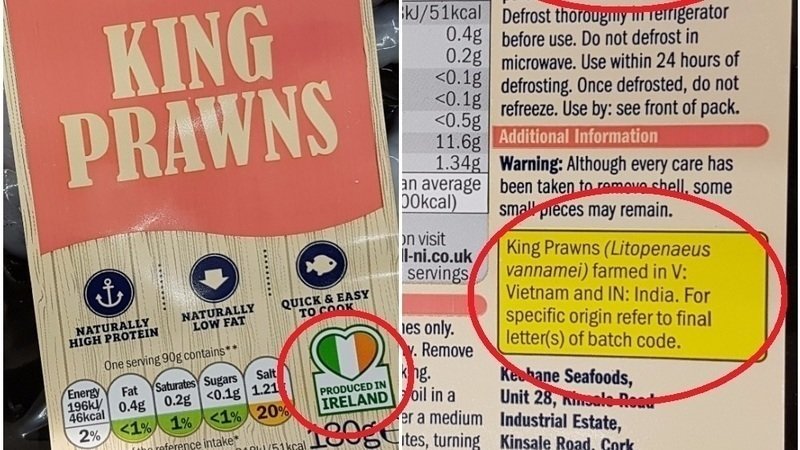 KING
PRAWNS
NATURALLY
HIGH PROTEIN
NATURALLY
LOW FAT
QUICK & EASY
TO COOK
PRODUCED IN
IRELAND
One serving 90g contains**
Energy
196kJ/
46kcal
2%
Fat
0.4g
<1%
Saturates
0.2g
1%
Sugars
<0.1g
<1%
Salt
1.21g
20%
180g e
reference intake*
kJ/51kcal
0.4g
0.2g
<0.1g
<0.1g
<0.5g
11.6g
1.34g
an average
visit
servings
Remove
oil in a
a medium
turning
Defrost thoroughly in refrigerator
before use. Do not defrost in
microwave. Use within 24 hours of
defrosting. Once defrosted, do not
refreeze. Use by: see front of pack.
Additional Information
Warning: Although every care has
been taken to remove shell, some
small pieces may remain.
King Prawns (Litopenaeus
vannamei) farmed in V:
Vietnam and IN: India. For
specific origin refer to final
letter(s) of batch code.
Keohane Seafoods,
Unit 28, Kinsale Road
Industrial Estate,
Kinsale Road, Cork